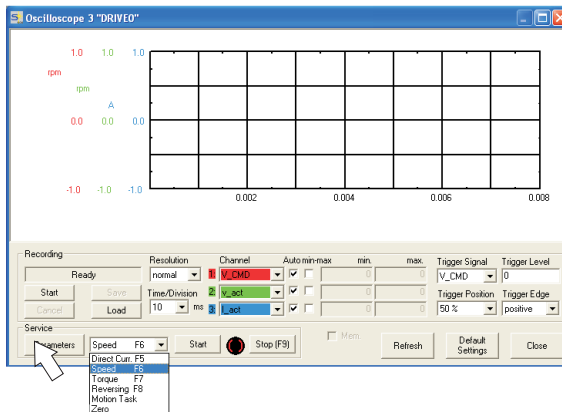 Oscilloscope 3 "DRIVE0"
1.0 1.0 1.0
rpm
rpm
A
0.0 0.0 0.0
-1.0 -1.0 -1.0
0.002 0.004 0.006 0.008
Recording
Resolution Channel Auto min-max min. max. Trigger Signal Trigger Level
Ready normal 1: V_CMD 0 0 V_CMD 0
Start Save Time/Division 2: v_act 0 0 Trigger Position Trigger Edge
Cancel Load 10 ms 3: I_act 0 0 50 % positive
Service
Parameters Speed F6 Start Stop (F9) Mem Refresh Default Settings Close
Direct Curr. F5
Speed F6
Torque F7
Reversing F8
Motion Task
Zero